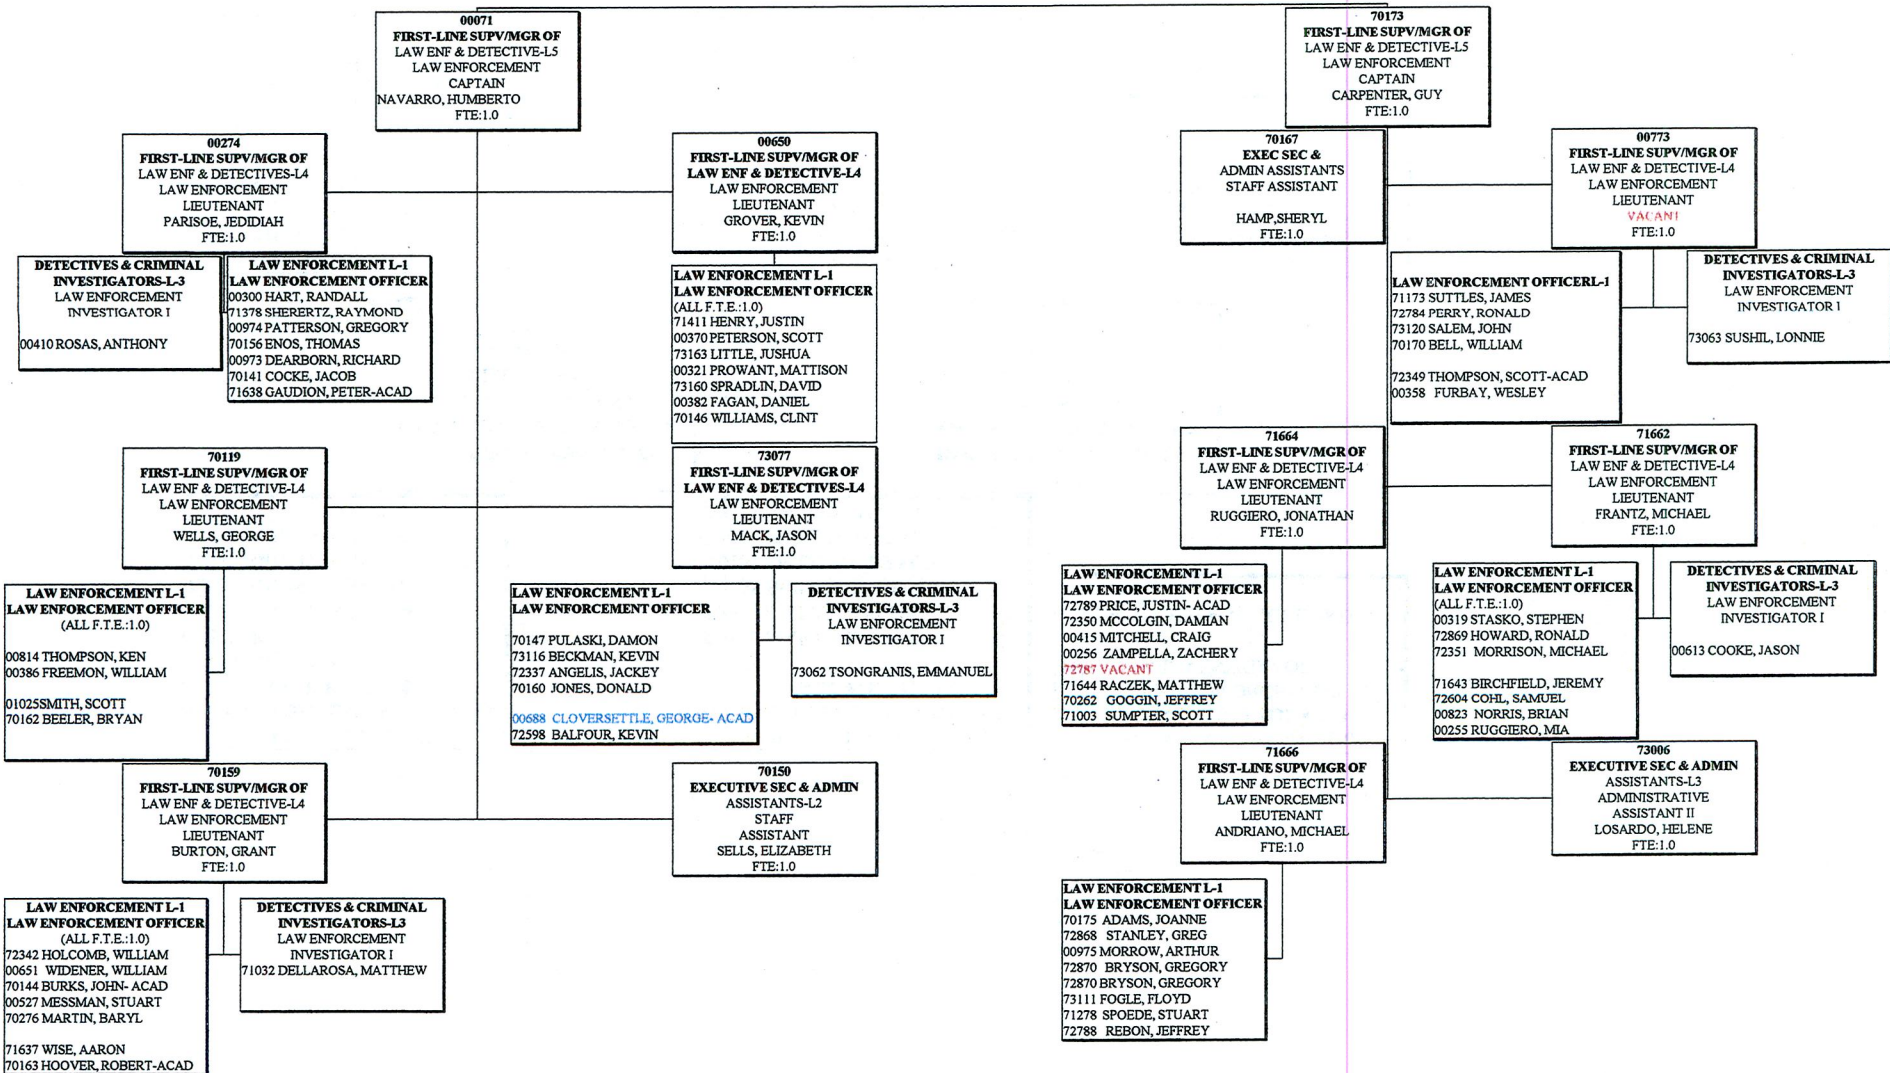 00071
FIRST-LINE SUPV/MGR OF
LAW ENF & DETECTIVE-L5
LAW ENFORCEMENT
CAPTAIN
NAVARRO, HUMBERTO
FTE:1.0
00274
FIRST-LINE SUPV/MGR OF
LAW ENF & DETECTIVES-L4
LAW ENFORCEMENT
LIEUTENANT
PARISOE, JEDIDIAH
FTE:1.0
00650
FIRST-LINE SUPV/MGR OF
LAW ENF & DETECTIVE-L4
LAW ENFORCEMENT
LIEUTENANT
GROVER, KEVIN
FTE:1.0
DETECTIVES & CRIMINAL
INVESTIGATORS-L-3
LAW ENFORCEMENT
INVESTIGATOR I
00410 ROSAS, ANTHONY
LAW ENFORCEMENT L-1
LAW ENFORCEMENT OFFICER
00300 HART, RANDALL
71378 SHERERTZ, RAYMOND
00974 PATTERSON, GREGORY
70156 ENOS, THOMAS
00973 DEARBORN, RICHARD
70141 COCKE, JACOB
71638 GAUDION, PETER-ACAD
LAW ENFORCEMENT L-1
LAW ENFORCEMENT OFFICER
(ALL F.T.E.:1.0)
71411 HENRY, JUSTIN
00370 PETERSON, SCOTT
73163 LITTLE, JUSHUA
00321 PROWANT, MATTISON
73160 SPRADLIN, DAVID
00382 FAGAN, DANIEL
70146 WILLIAMS, CLINT
70119
FIRST-LINE SUPV/MGR OF
LAW ENF & DETECTIVE-L4
LAW ENFORCEMENT
LIEUTENANT
WELLS, GEORGE
FTE:1.0
73077
FIRST-LINE SUPV/MGR OF
LAW ENF & DETECTIVES-L4
LAW ENFORCEMENT
LIEUTENANT
MACK, JASON
FTE:1.0
LAW ENFORCEMENT L-1
LAW ENFORCEMENT OFFICER
(ALL F.T.E.:1.0)
00814 THOMPSON, KEN
00386 FREEMON, WILLIAM
01025SMITH, SCOTT
70162 BEELER, BRYAN
LAW ENFORCEMENT L-1
LAW ENFORCEMENT OFFICER
70147 PULASKI, DAMON
73116 BECKMAN, KEVIN
72337 ANGELIS, JACKEY
70160 JONES, DONALD
00688 CLOVERSETTLE, GEORGE- ACAD
72598 BALFOUR, KEVIN
DETECTIVES & CRIMINAL
INVESTIGATORS-L-3
LAW ENFORCEMENT
INVESTIGATOR I
73062 TSONGRANIS, EMMANUEL
70159
FIRST-LINE SUPV/MGR OF
LAW ENF & DETECTIVE-L4
LAW ENFORCEMENT
LIEUTENANT
BURTON, GRANT
FTE:1.0
70150
EXECUTIVE SEC & ADMIN
ASSISTANTS-L2
STAFF
ASSISTANT
SELLS, ELIZABETH
FTE:1.0
LAW ENFORCEMENT L-1
LAW ENFORCEMENT OFFICER
(ALL F.T.E.:1.0)
72342 HOLCOMB, WILLIAM
00651 WIDENER, WILLIAM
70144 BURKS, JOHN- ACAD
00527 MESSMAN, STUART
70276 MARTIN, BARYL
71637 WISE, AARON
70163 HOOVER, ROBERT-ACAD
DETECTIVES & CRIMINAL
INVESTIGATORS-L3
LAW ENFORCEMENT
INVESTIGATOR I
71032 DELLAROSA, MATTHEW
70173
FIRST-LINE SUPV/MGR OF
LAW ENF & DETECTIVE-L5
LAW ENFORCEMENT
CAPTAIN
CARPENTER, GUY
FTE:1.0
70167
EXEC SEC &
ADMIN ASSISTANTS
STAFF ASSISTANT
HAMP,SHERYL
FTE:1.0
00773
FIRST-LINE SUPV/MGR OF
LAW ENF & DETECTIVE-L4
LAW ENFORCEMENT
LIEUTENANT
VACANT
FTE:1.0
LAW ENFORCEMENT OFFICERL-1
71173 SUTTLES, JAMES
72784 PERRY, RONALD
73120 SALEM, JOHN
70170 BELL, WILLIAM
72349 THOMPSON, SCOTT-ACAD
00358 FURBAY, WESLEY
DETECTIVES & CRIMINAL
INVESTIGATORS-L-3
LAW ENFORCEMENT
INVESTIGATOR I
73063 SUSHIL, LONNIE
71664
FIRST-LINE SUPV/MGR OF
LAW ENF & DETECTIVE-L4
LAW ENFORCEMENT
LIEUTENANT
RUGGIERO, JONATHAN
FTE:1.0
71662
FIRST-LINE SUPV/MGR OF
LAW ENF & DETECTIVE-L4
LAW ENFORCEMENT
LIEUTENANT
FRANTZ, MICHAEL
FTE:1.0
LAW ENFORCEMENT L-1
LAW ENFORCEMENT OFFICER
72789 PRICE, JUSTIN- ACAD
72350 MCCOLGIN, DAMIAN
00415 MITCHELL, CRAIG
00256 ZAMPELLA, ZACHERY
72787 VACANT
71644 RACZEK, MATTHEW
70262 GOGGIN, JEFFREY
71003 SUMPTER, SCOTT
LAW ENFORCEMENT L-1
LAW ENFORCEMENT OFFICER
(ALL F.T.E.:1.0)
00319 STASKO, STEPHEN
72869 HOWARD, RONALD
72351 MORRISON, MICHAEL
71643 BIRCHFIELD, JEREMY
72604 COHL, SAMUEL
00823 NORRIS, BRIAN
00255 RUGGIERO, MIA
DETECTIVES & CRIMINAL
INVESTIGATORS-L-3
LAW ENFORCEMENT
INVESTIGATOR I
00613 COOKE, JASON
71666
FIRST-LINE SUPV/MGR OF
LAW ENF & DETECTIVE-L4
LAW ENFORCEMENT
LIEUTENANT
ANDRIANO, MICHAEL
FTE:1.0
73006
EXECUTIVE SEC & ADMIN
ASSISTANTS-L3
ADMINISTRATIVE
ASSISTANT II
LOSARDO, HELENE
FTE:1.0
LAW ENFORCEMENT L-1
LAW ENFORCEMENT OFFICER
70175 ADAMS, JOANNE
72868 STANLEY, GREG
00975 MORROW, ARTHUR
72870 BRYSON, GREGORY
72870 BRYSON, GREGORY
73111 FOGLE, FLOYD
71278 SPOEDE, STUART
72788 REBON, JEFFREY